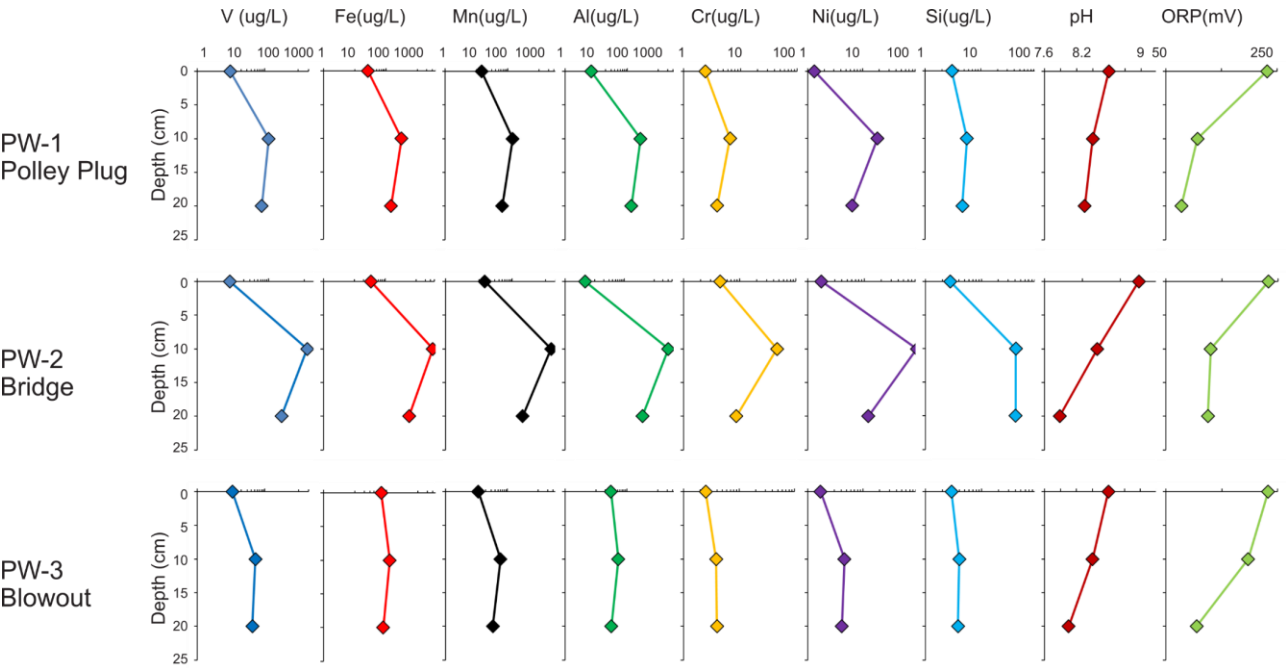 V (ug/L) Fe(ug/L) Mn(ug/L) Al(ug/L) Cr(ug/L) Ni(ug/L) Si(ug/L) pH ORP(mV)
1 10 100 1000 1 10 100 1000 1 10 100 1000 1 10 100 1000 1 10 100 1 10 100 1 10 100 7.6 8.2 9 50 250
PW-1
Polley Plug
Depth (cm)
0
5
10
15
20
25
PW-2
Bridge
Depth (cm)
0
5
10
15
20
25
PW-3
Blowout
Depth (cm)
0
5
10
15
20
25